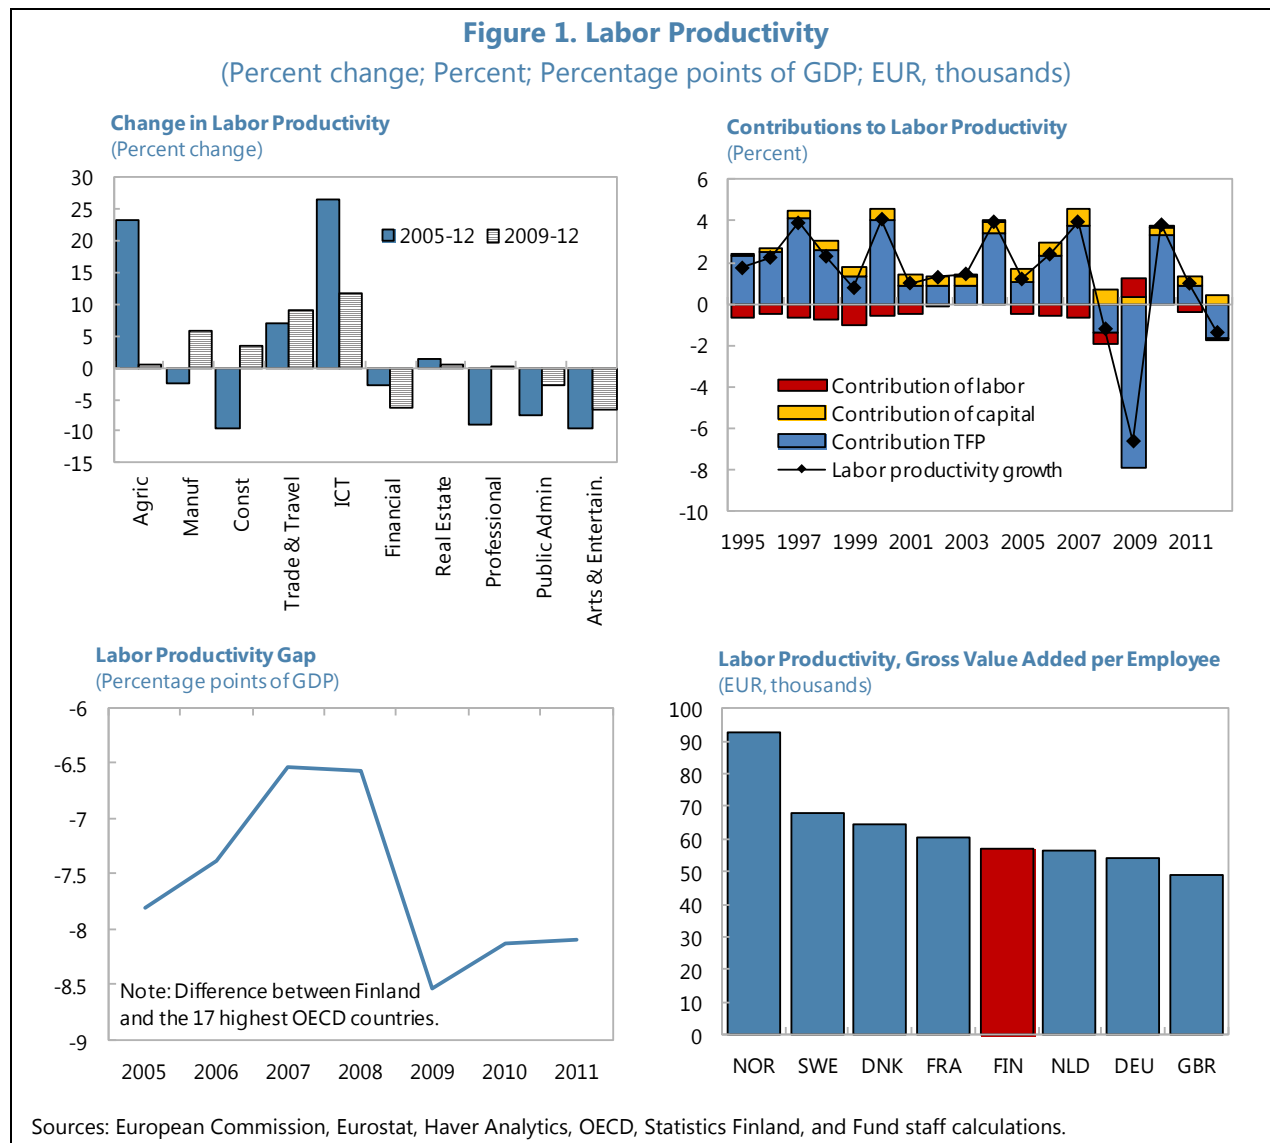 Figure 1. Labor Productivity
(Percent change; Percent; Percentage points of GDP; EUR, thousands)
Change in Labor Productivity
(Percent change)
30
25
20
15
10
5
0
-5
-10
-15
2005-12
2009-12
Agric
Manuf
Const
Trade & Travel
ICT
Financial
Real Estate
Professional
Public Admin
Arts & Entertain.
Contributions to Labor Productivity
(Percent)
6
4
2
0
-2
-4
-6
-8
-10
Contribution of labor
Contribution of capital
Contribution TFP
Labor productivity growth
1995 1997 1999 2001 2003 2005 2007 2009 2011
Labor Productivity Gap
(Percentage points of GDP)
-6
-6.5
-7
-7.5
-8
-8.5
-9
Note: Difference between Finland
and the 17 highest OECD countries.
2005 2006 2007 2008 2009 2010 2011
Labor Productivity, Gross Value Added per Employee
(EUR, thousands)
100
90
80
70
60
50
40
30
20
10
0
NOR SWE DNK FRA FIN NLD DEU GBR
Sources: European Commission, Eurostat, Haver Analytics, OECD, Statistics Finland, and Fund staff calculations.